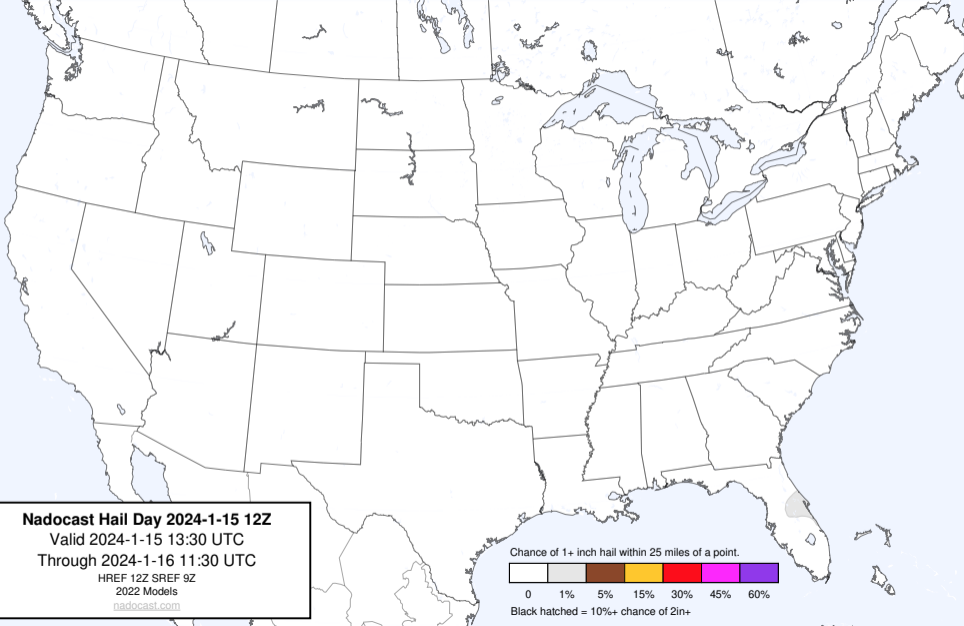 Nadocast Hail Day 2024-1-15 12Z
Valid 2024-1-15 13:30 UTC
Through 2024-1-16 11:30 UTC
HREF 12Z SREF 9Z
2022 Models
nadocast.com
Chance of 1+ inch hail within 25 miles of a point.
0 1% 5% 15% 30% 45% 60%
Black hatched = 10%+ chance of 2in+